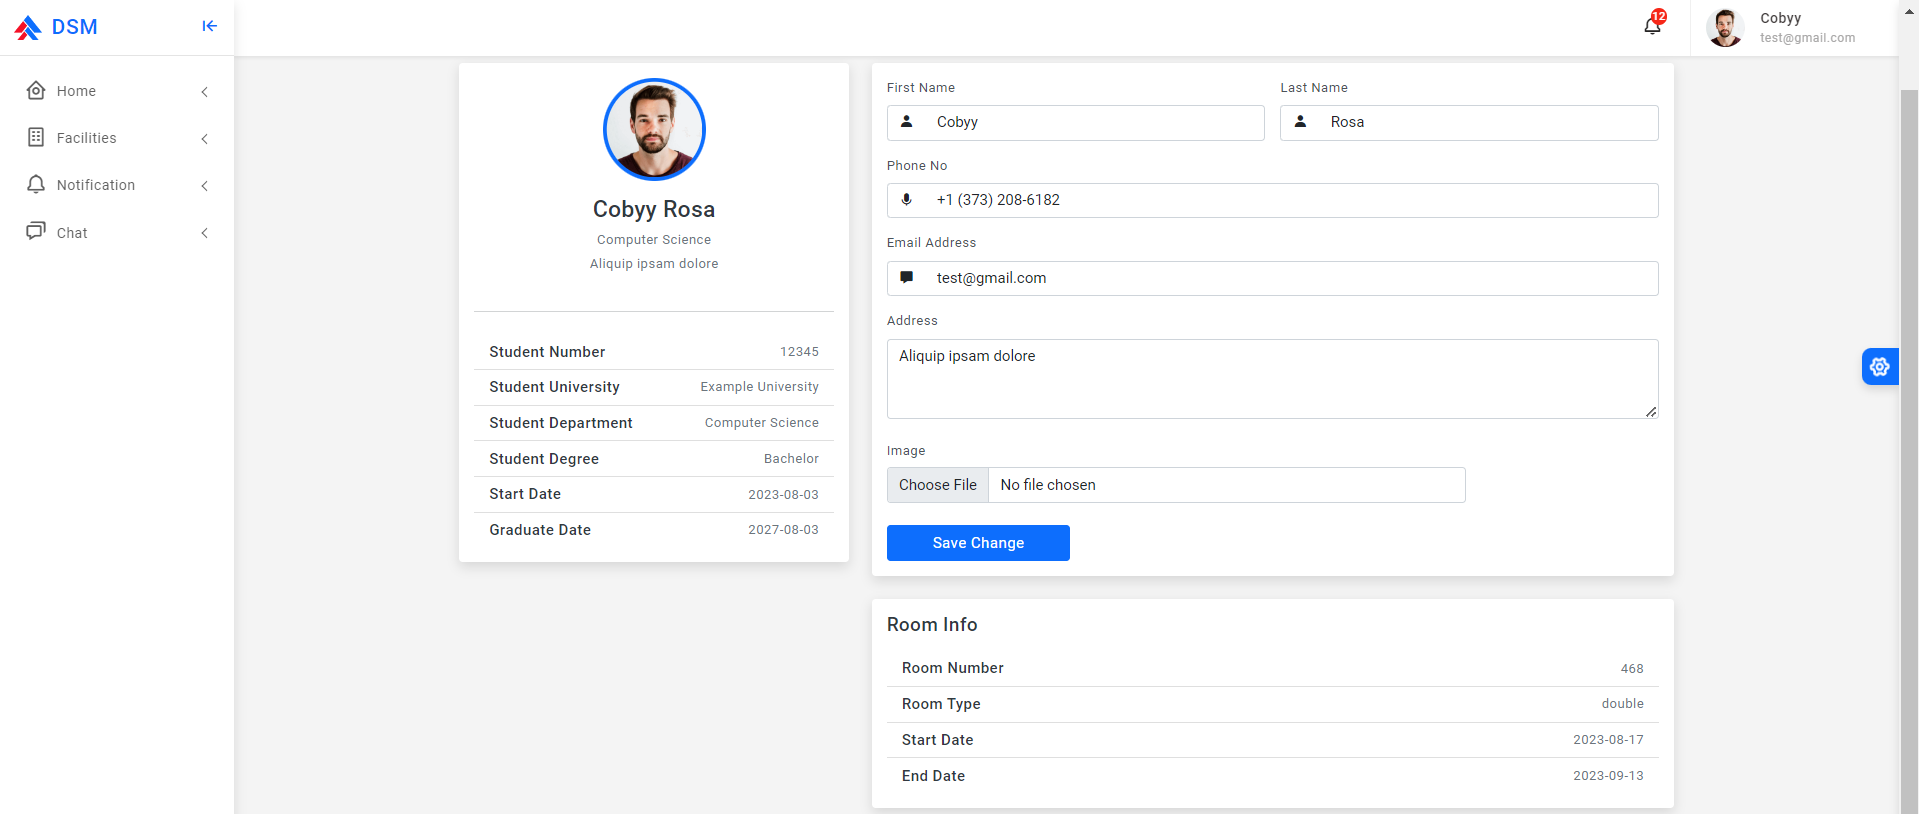 DSM
12
Cobyy
test@gmail.com
Home
Facilities
Notification
Chat
Cobyy Rosa
Computer Science
Aliquip ipsam dolore
Student Number 12345
Student University Example University
Student Department Computer Science
Student Degree Bachelor
Start Date 2023-08-03
Graduate Date 2027-08-03
First Name Last Name
Cobyy Rosa
Phone No
+1 (373) 208-6182
Email Address
test@gmail.com
Address
Aliquip ipsam dolore
Image
Choose File No file chosen
Save Change
Room Info
Room Number 468
Room Type double
Start Date 2023-08-17
End Date 2023-09-13